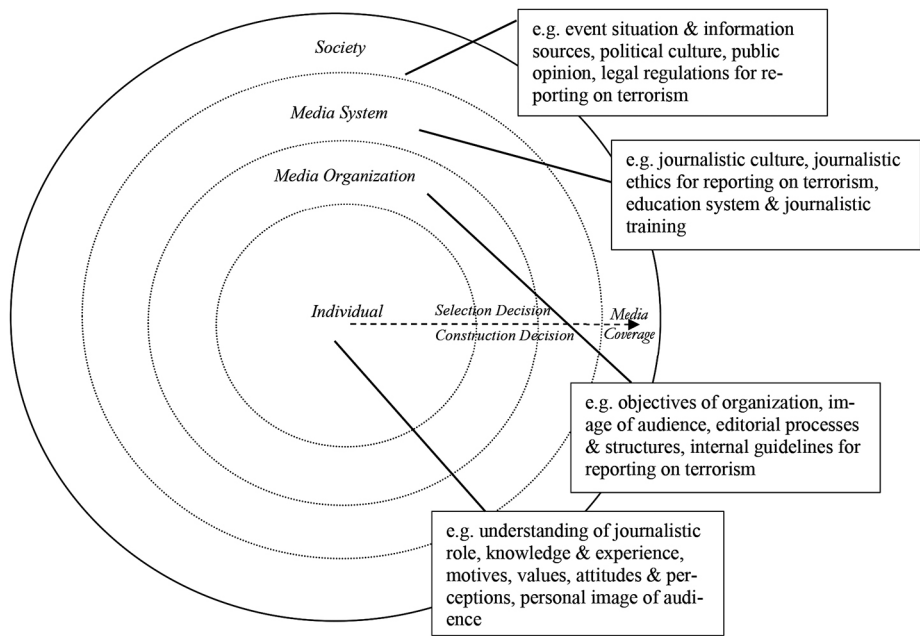 Society
e.g. event situation & information
sources, political culture, public
opinion, legal regulations for re-
porting on terrorism
Media System
e.g. journalistic culture, journalistic
ethics for reporting on terrorism,
education system & journalistic
training
Media Organization
Individual
Selection Decision
Construction Decision
Media
Coverage
e.g. objectives of organization, im-
age of audience, editorial processes
& structures, internal guidelines for
reporting on terrorism
e.g. understanding of journalistic
role, knowledge & experience,
motives, values, attitudes & per-
ceptions, personal image of audi-
ence